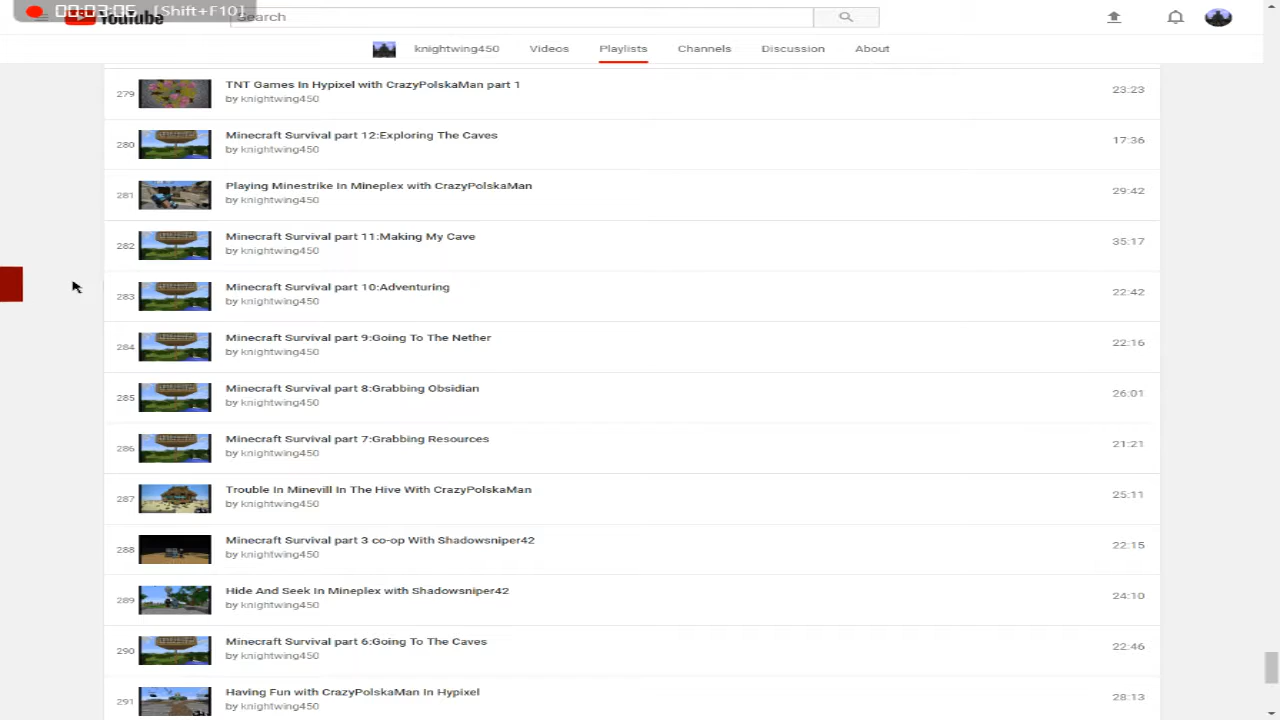 00:03:06 [Shift+F10]
YouTube
Search
knightwing450 Videos Playlists Channels Discussion About
279 TNT Games In Hypixel with CrazyPolskaMan part 1 23:23
by knightwing450
280 Minecraft Survival part 12:Exploring The Caves 17:36
by knightwing450
281 Playing Minestrike In Mineplex with CrazyPolskaMan 29:42
by knightwing450
282 Minecraft Survival part 11:Making My Cave 35:17
by knightwing450
283 Minecraft Survival part 10:Adventuring 22:42
by knightwing450
284 Minecraft Survival part 9:Going To The Nether 22:16
by knightwing450
285 Minecraft Survival part 8:Grabbing Obsidian 26:01
by knightwing450
286 Minecraft Survival part 7:Grabbing Resources 21:21
by knightwing450
287 Trouble In Minevill In The Hive With CrazyPolskaMan 25:11
by knightwing450
288 Minecraft Survival part 3 co-op With Shadowsniper42 22:15
by knightwing450
289 Hide And Seek In Mineplex with Shadowsniper42 24:10
by knightwing450
290 Minecraft Survival part 6:Going To The Caves 22:46
by knightwing450
291 Having Fun with CrazyPolskaMan In Hypixel 28:13
by knightwing450